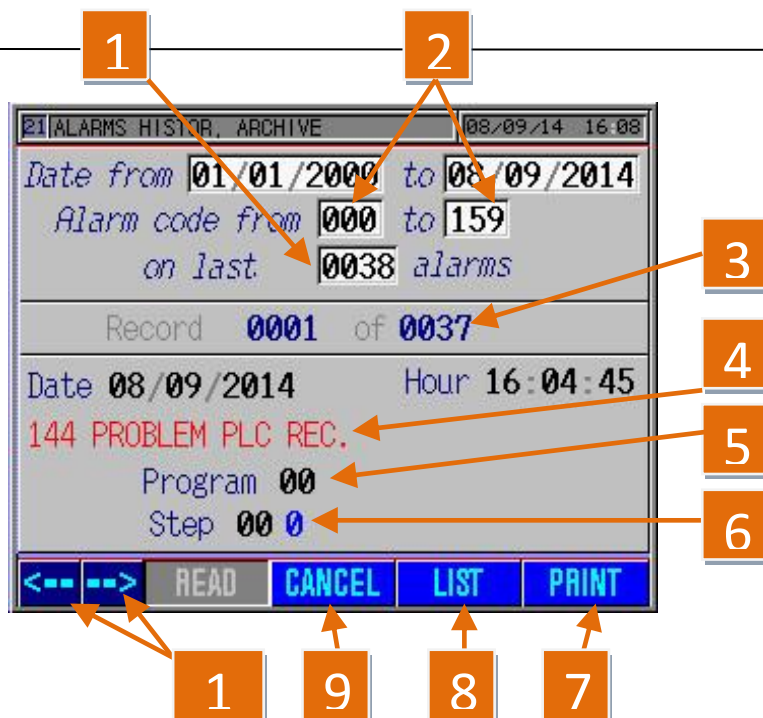 1 2
21 ALARMS HISTOR. ARCHIVE 08/09/14 16:08
Date from 01/01/2000 to 08/09/2014
Alarm code from 000 to 159
on last 0038 alarms
3
Record 0001 of 0037
4
Date 08/09/2014 Hour 16:04:45
144 PROBLEM PLC REC.
5
Program 00
Step 00 0
6
<-- --> READ CANCEL LIST PRINT
1 9 8 7